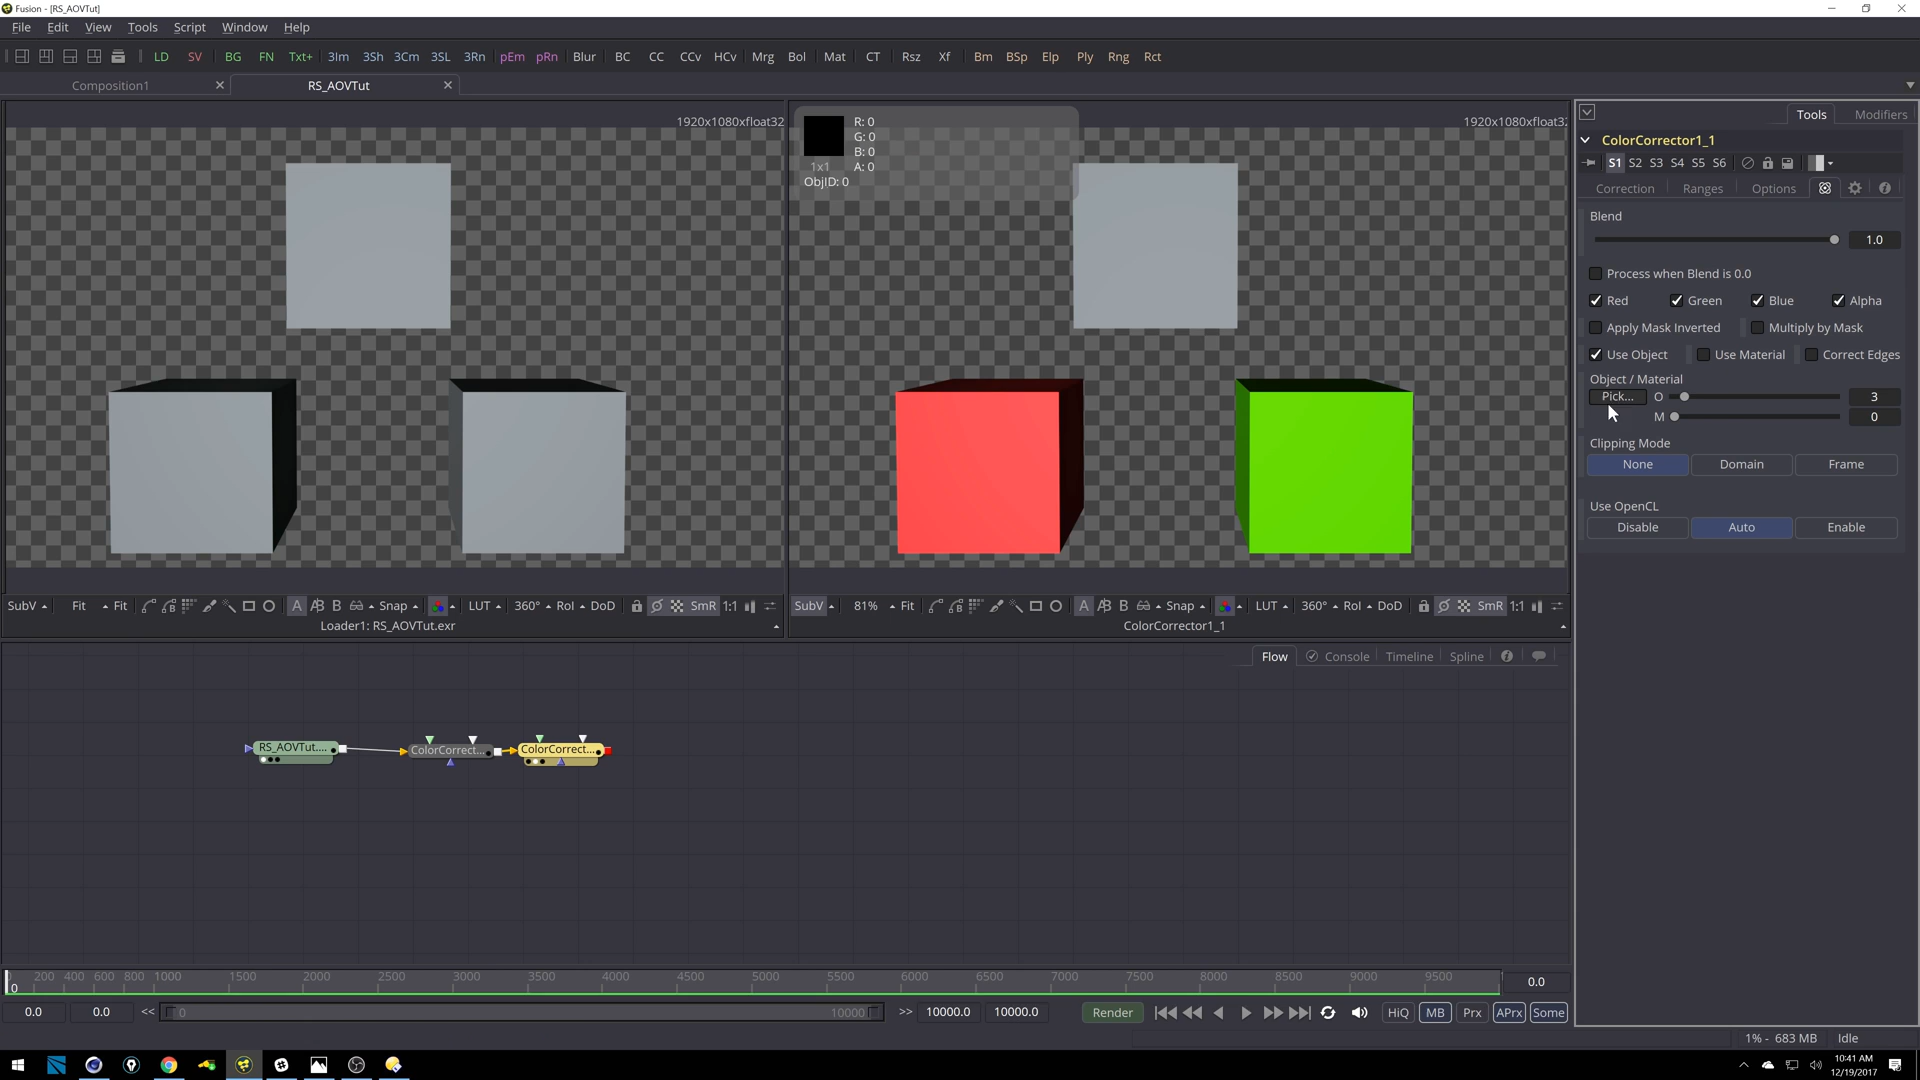 Fusion - [RS_AOVTut]
File Edit View Tools Script Window Help
LD SV BG FN Txt+ 3Im 3Sh 3Cm 3SL 3Rn pEm pRn Blur BC CC CCv HCv Mrg Bol Mat CT Rsz Xf Bm BSp Elp Ply Rng Rct
Composition1 RS_AOVTut
1920x1080xfloat32
R: 0
G: 0
B: 0
A: 0
1x1
ObjID: 0
1920x1080xfloat32
Tools Modifiers
ColorCorrector1_1
S1 S2 S3 S4 S5 S6
Correction Ranges Options
Blend
1.0
Process when Blend is 0.0
Red Green Blue Alpha
Apply Mask Inverted Multiply by Mask
Use Object Use Material Correct Edges
Object / Material
Pick... O 3
M 0
Clipping Mode
None Domain Frame
Use OpenCL
Disable Auto Enable
SubV Fit Fit A B Snap LUT 360° RoI DoD SmR 1:1
Loader1: RS_AOVTut.exr
SubV 81% Fit A B Snap LUT 360° RoI DoD SmR 1:1
ColorCorrector1_1
Flow Console Timeline Spline
RS_AOVTut.... ColorCorrect... ColorCorrect...
0 200 400 600 800 1000 1500 2000 2500 3000 3500 4000 4500 5000 5500 6000 6500 7000 7500 8000 8500 9000 9500
0.0
0.0 0.0 << 0 10000 >> 10000.0 10000.0 Render HiQ MB Prx APrx Some
1% - 683 MB Idle
10:41 AM
12/19/2017